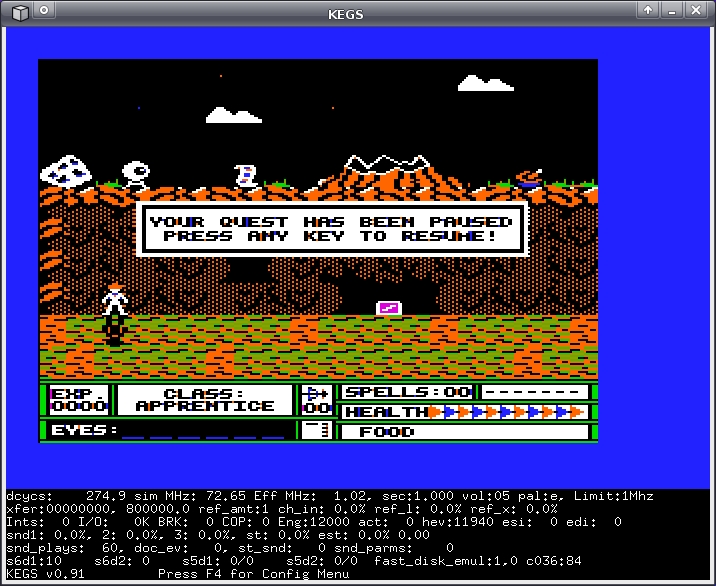 KEGS
YOUR QUEST HAS BEEN PAUSED
PRESS ANY KEY TO RESUME!
EXP.
0000
CLASS:
APPRENTICE
00
SPELLS:00
-------
HEALTH
EYES:
FOOD
dcycs:    274.9 sim MHz: 72.65 Eff MHz:  1.02, sec:1.000 vol:05 pal:e, Limit:1Mhz
xfer:00000000, 800000.0 ref_amt:1 ch_in: 0.0% ref_l: 0.0% ref_x: 0.0%
Ints:  0 I/O:   0K BRK:  0 COP: 0 Eng:12000 act:  0 hev:11940 esi:  0 edi:  0
snd1: 0.0%, 2: 0.0%, 3: 0.0%, st: 0.0% est: 0.0% 0.00
snd_plays:  60, doc_ev:   0, st_snd:  0 snd_parms:    0
s6d1:10    s6d2: 0    s5d1: 0/0    s5d2: 0/0  fast_disk_emul:1,0 c036:84
KEGS v0.91         Press F4 for Config Menu